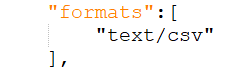 "formats":[
"text/csv"
],